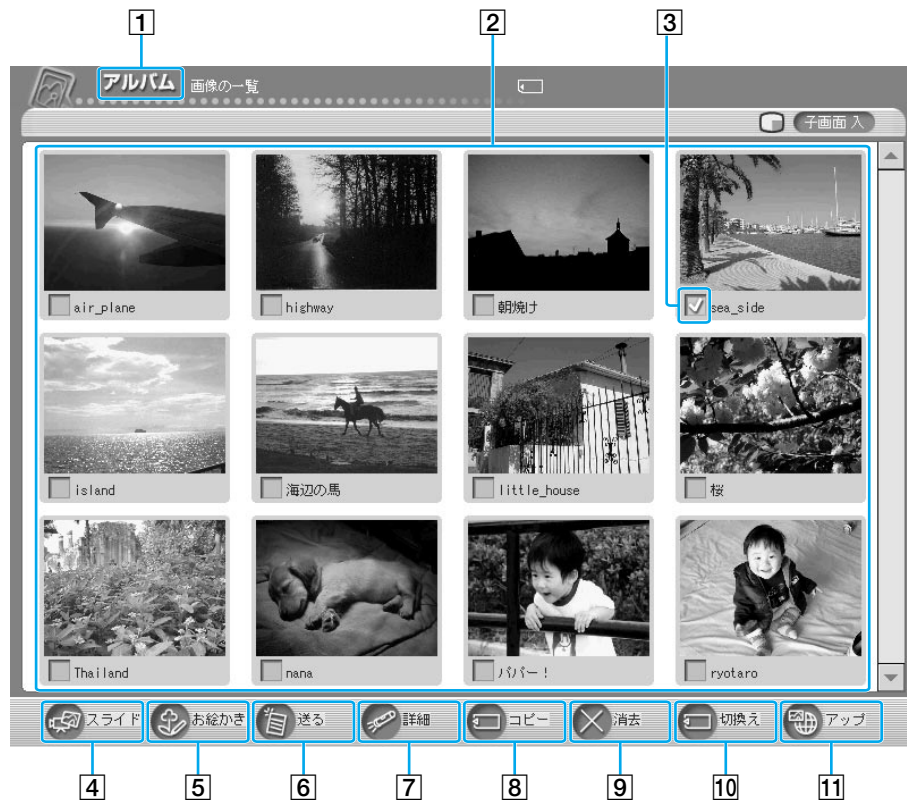 1 2 3
アルバム 画像の一覧
子画面 入
air_plane highway 朝焼け sea_side
island 海辺の馬 little_house 桜
Thailand nana パパー! ryotaro
スライド お絵かき 送る 詳細 コピー 消去 切換え アップ
4 5 6 7 8 9 10 11